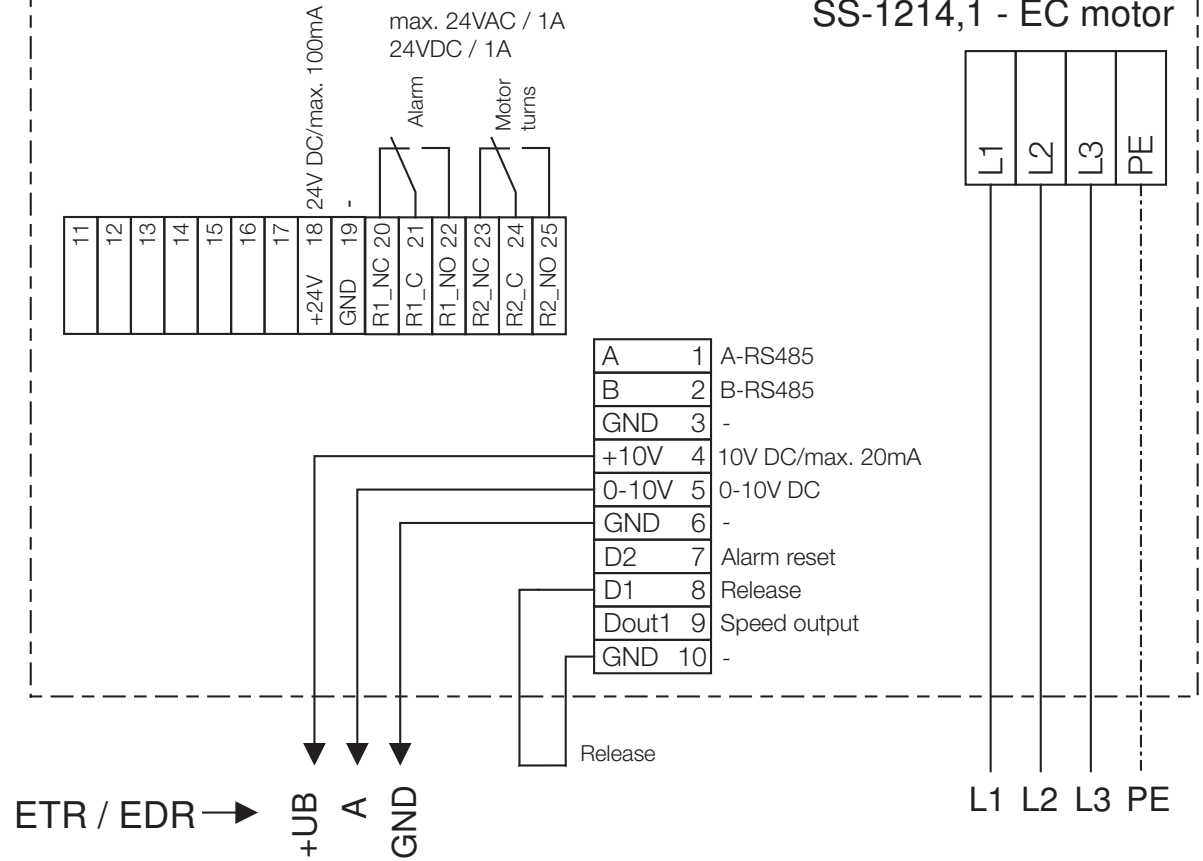 SS-1214,1 - EC motor
max. 24VAC / 1A
24VDC / 1A
24V DC/max. 100mA
-
Alarm
Motor
turns
L1
L2
L3
PE
11
12
13
14
15
16
17
+24V 18
GND 19
R1_NC 20
R1_C 21
R1_NO 22
R2_NC 23
R2_C 24
R2_NO 25
A 1 A-RS485
B 2 B-RS485
GND 3 -
+10V 4 10V DC/max. 20mA
0-10V 5 0-10V DC
GND 6 -
D2 7 Alarm reset
D1 8 Release
Dout1 9 Speed output
GND 10 -
Release
ETR / EDR
+UB
A
GND
L1 L2 L3 PE